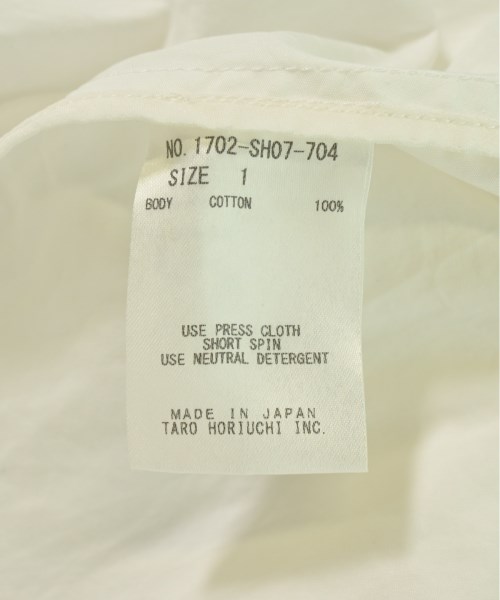 NO. 1702-SH07-704
SIZE 1
BODY COTTON 100%
USE PRESS CLOTH
SHORT SPIN
USE NEUTRAL DETERGENT
MADE IN JAPAN
TARO HORIUCHI INC.